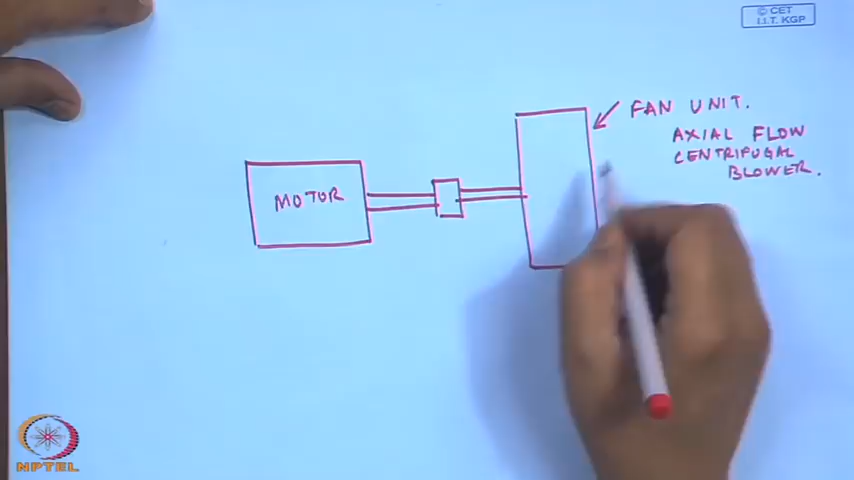 © CET
I.I.T. KGP
FAN UNIT.
AXIAL FLOW
CENTRIFUGAL
BLOWER.
MOTOR
NPTEL